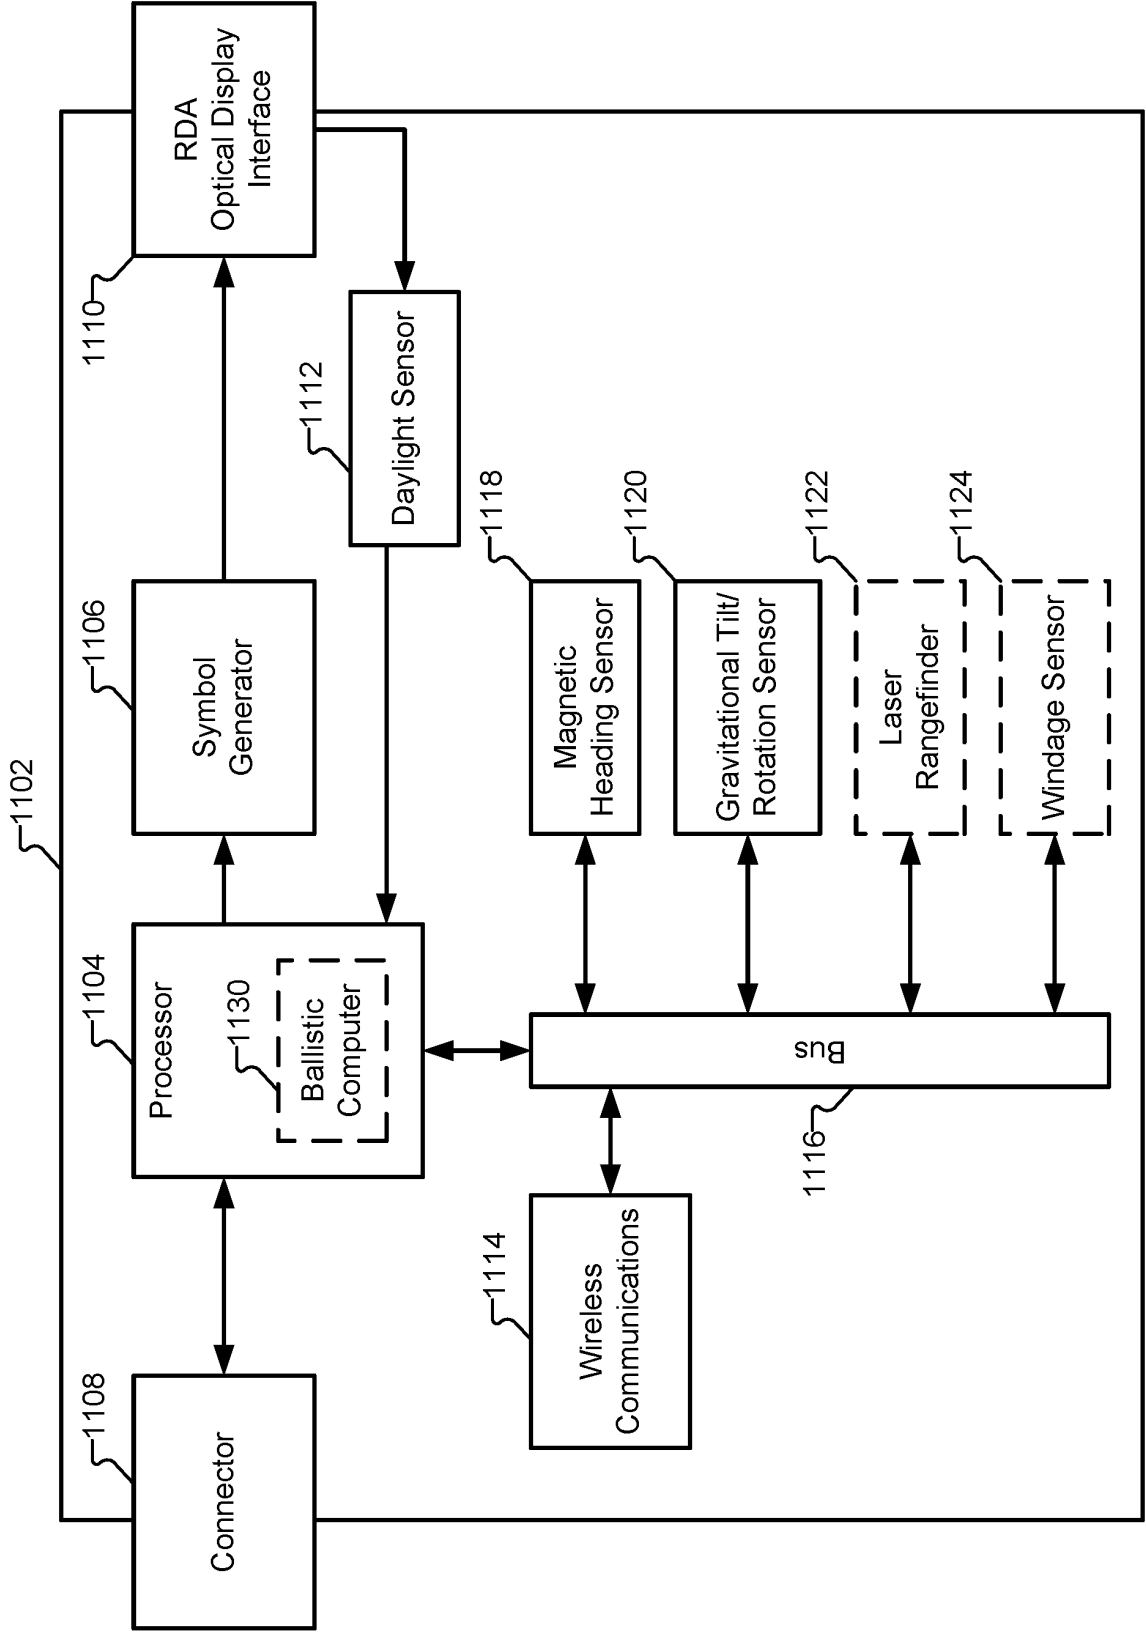 1102
1108
Connector
1104
Processor
1130
Ballistic
Computer
1106
Symbol
Generator
1110
RDA
Optical Display
Interface
1112
Daylight Sensor
1114
Wireless
Communications
1116
Bus
1118
Magnetic
Heading Sensor
1120
Gravitational Tilt/
Rotation Sensor
1122
Laser
Rangefinder
1124
Windage Sensor